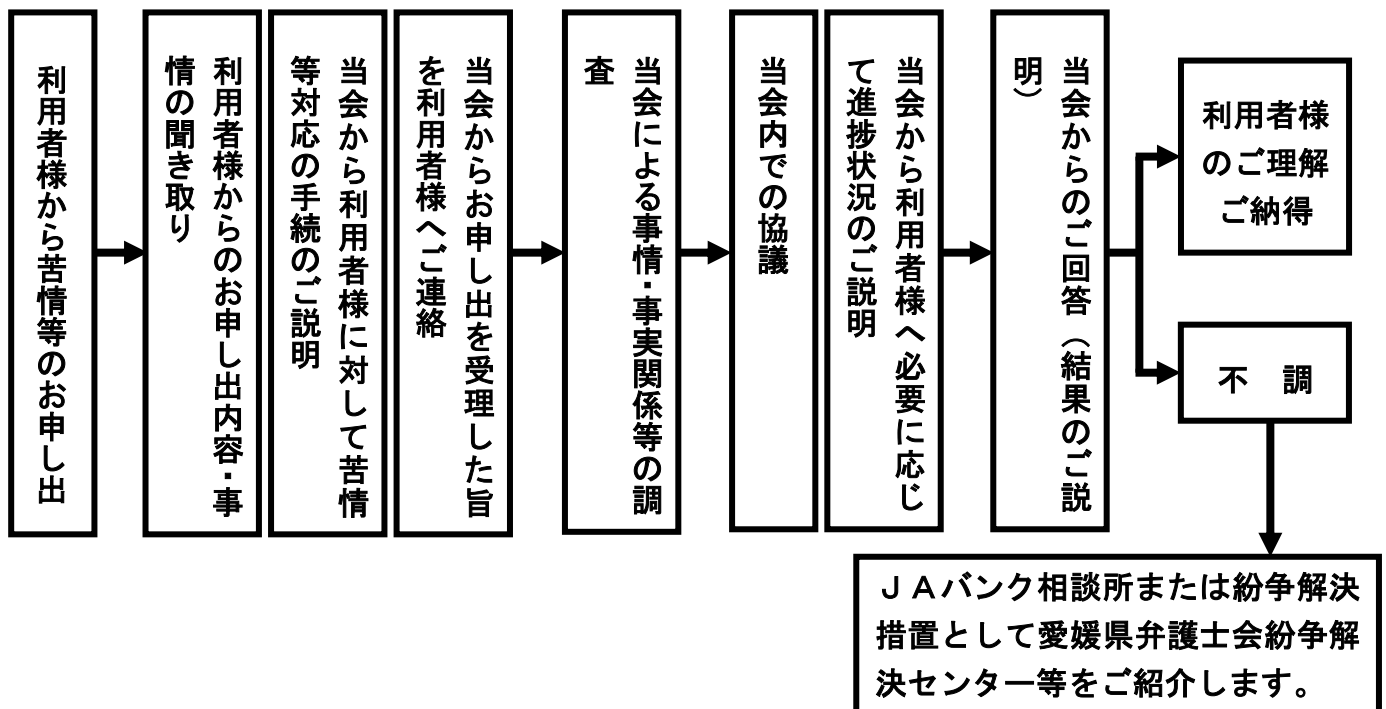 利用者様から苦情等のお申し出
利用者様からのお申し出内容・事
情の聞き取り
当会から利用者様に対して苦情
等対応の手続のご説明
当会からお申し出を受理した旨
を利用者様へご連絡
当会による事情・事実関係等の調
査
当会内での協議
当会から利用者様へ必要に応じ
て進捗状況のご説明
当会からのご回答（結果のご説
明）
利用者様
のご理解
ご納得
不　調
ＪＡバンク相談所または紛争解決
措置として愛媛県弁護士会紛争解
決センター等をご紹介します。